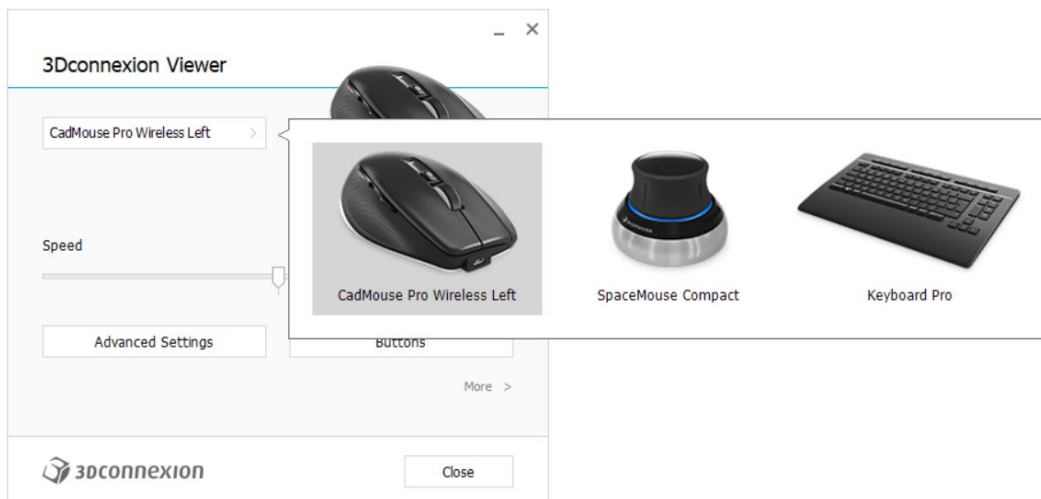 3Dconnexion Viewer
CadMouse Pro Wireless Left >
CadMouse Pro Wireless Left
SpaceMouse Compact
Keyboard Pro
Speed
Advanced Settings
Buttons
More >
3Dconnexion
Close